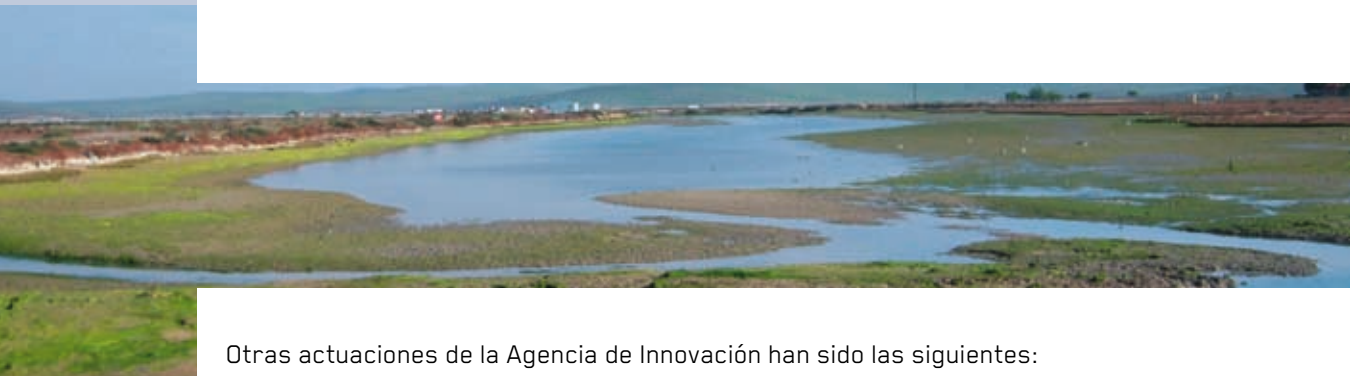 Otras actuaciones de la Agencia de Innovación han sido las siguientes: